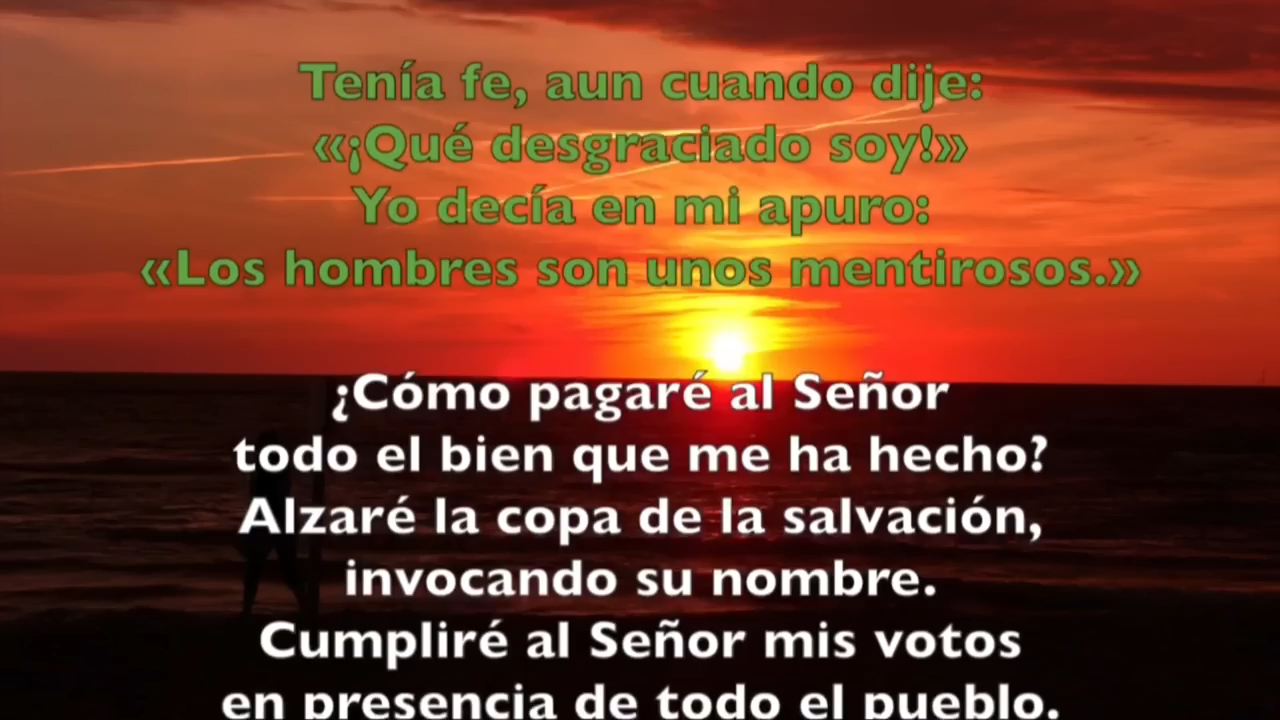 Tenía fe, aun cuando dije:
«¡Qué desgraciado soy!»
Yo decía en mi apuro:
«Los hombres son unos mentirosos.»
¿Cómo pagaré al Señor
todo el bien que me ha hecho?
Alzaré la copa de la salvación,
invocando su nombre.
Cumpliré al Señor mis votos
en presencia de todo el pueblo.